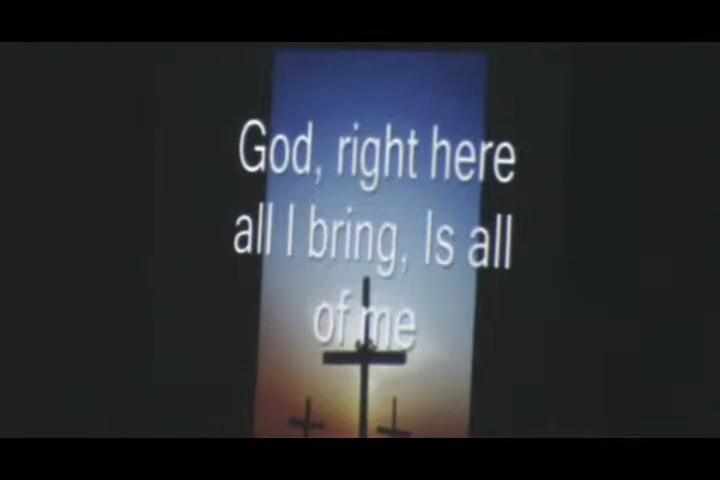 God, right here
all I bring, Is all
of me